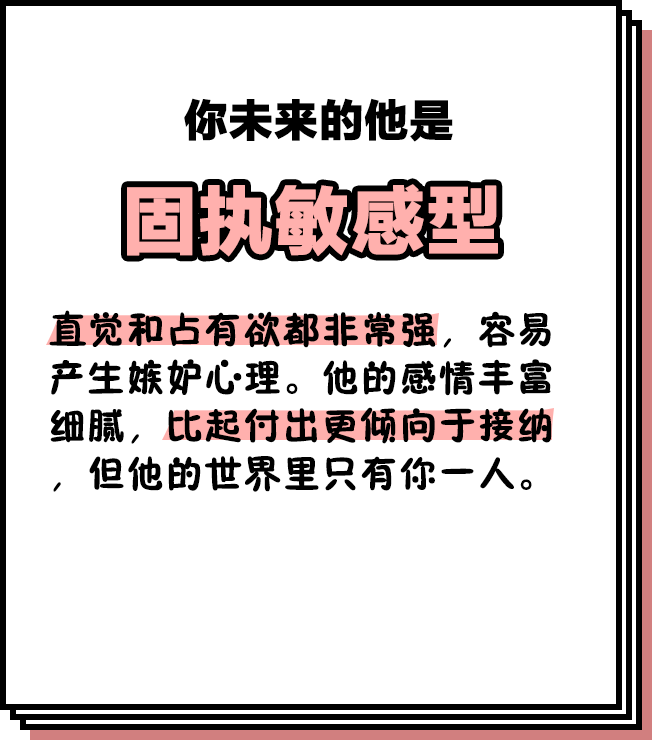 你未来的他是
固执敏感型
直觉和占有欲都非常强，容易
产生嫉妒心理。他的感情丰富
细腻，比起付出更倾向于接纳
，但他的世界里只有你一人。